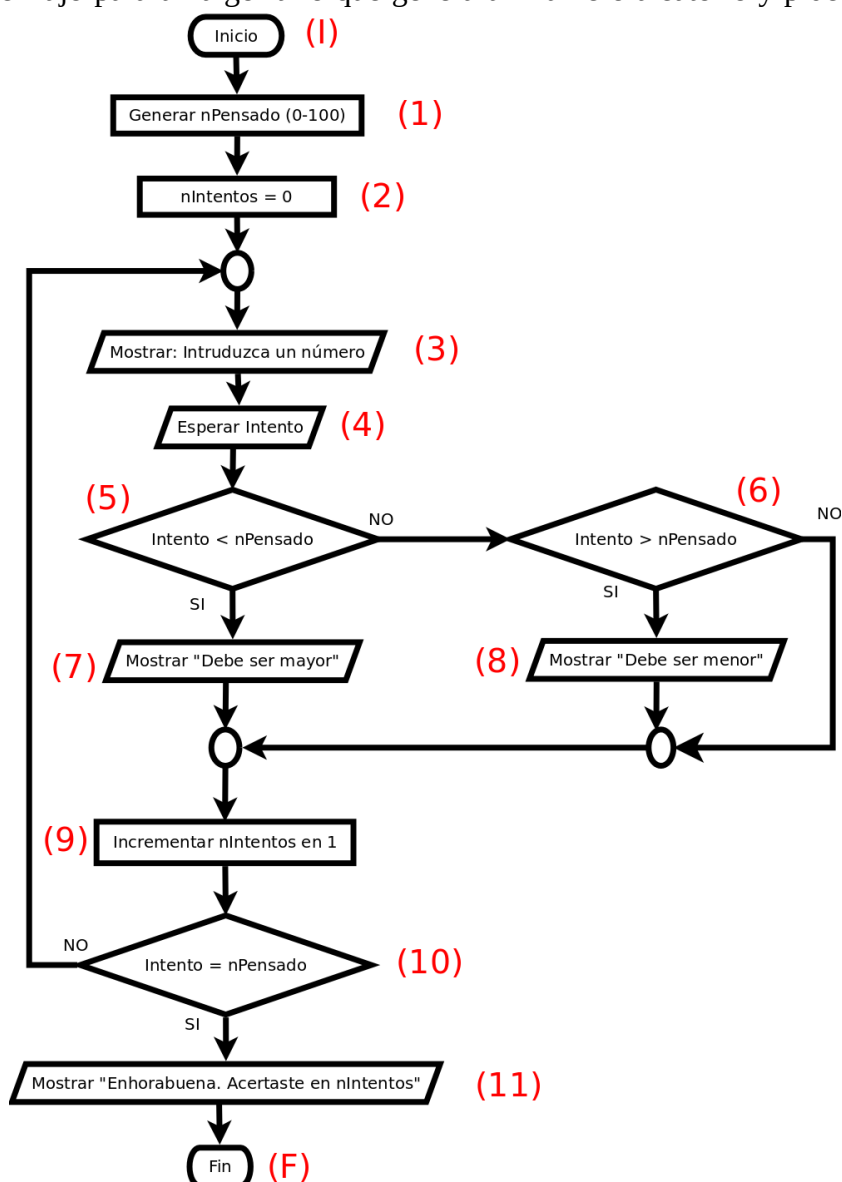 Inicio (I)
Generar nPensado (0-100) (1)
nIntentos = 0 (2)
Mostrar: Intruduzca un número (3)
Esperar Intento (4)
(5) (6)
Intento < nPensado NO Intento > nPensado NO
SI SI
(7) Mostrar "Debe ser mayor" (8) Mostrar "Debe ser menor"
(9) Incrementar nIntentos en 1
NO Intento = nPensado (10)
SI
Mostrar "Enhorabuena. Acertaste en nIntentos" (11)
Fin (F)